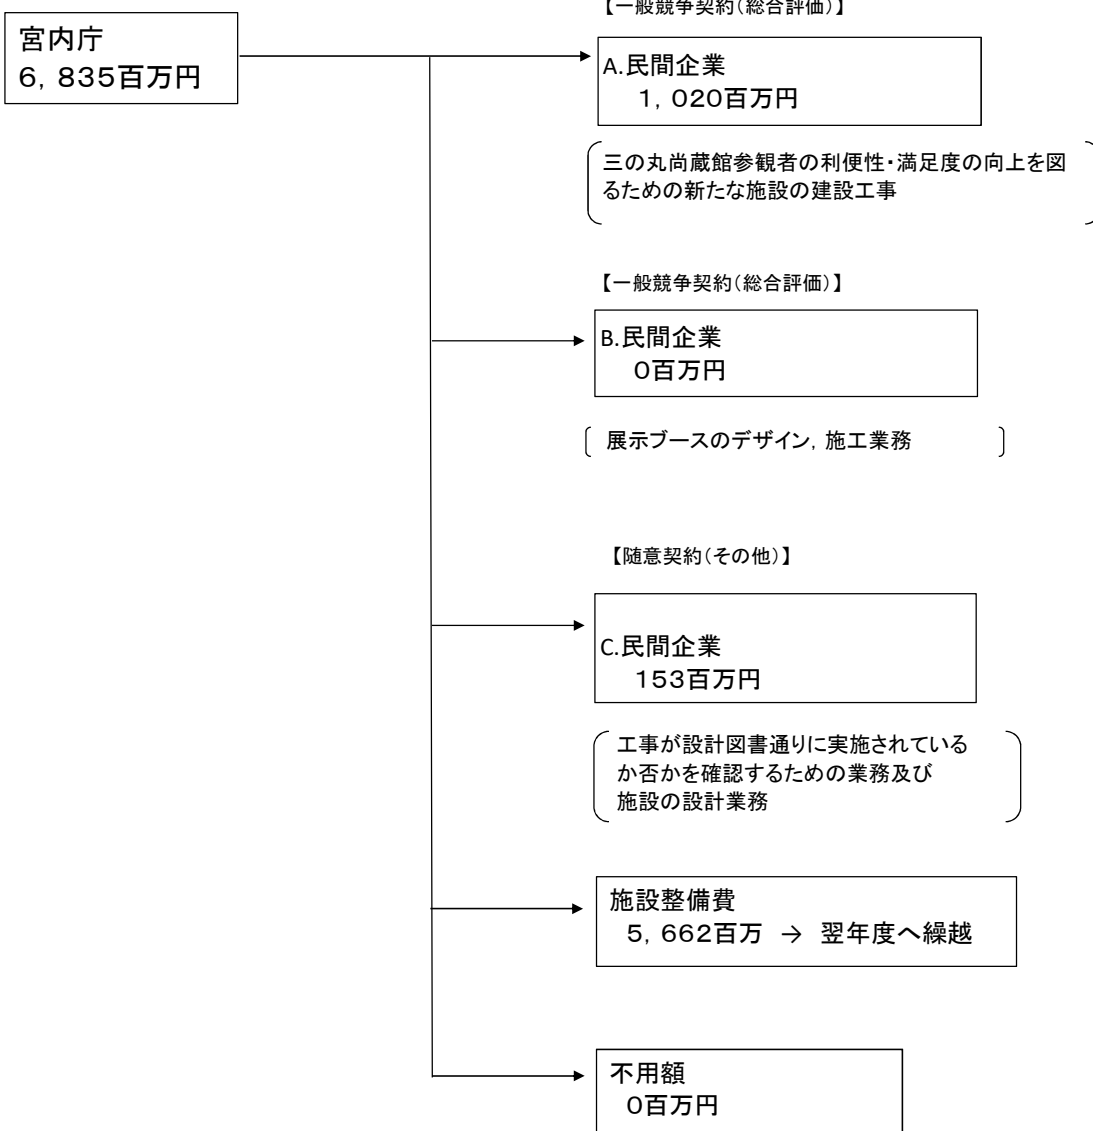 【一般競争契約（総合評価）】
宮内庁
６，８３５百万円
A.民間企業
１，０２０百万円
三の丸尚蔵館参観者の利便性・満足度の向上を図
るための新たな施設の建設工事
【一般競争契約（総合評価）】
B.民間企業
０百万円
展示ブースのデザイン，施工業務
【随意契約（その他）】
C.民間企業
１５３百万円
工事が設計図書通りに実施されている
か否かを確認するための業務及び
施設の設計業務
施設整備費
５，６６２百万 → 翌年度へ繰越
不用額
０百万円